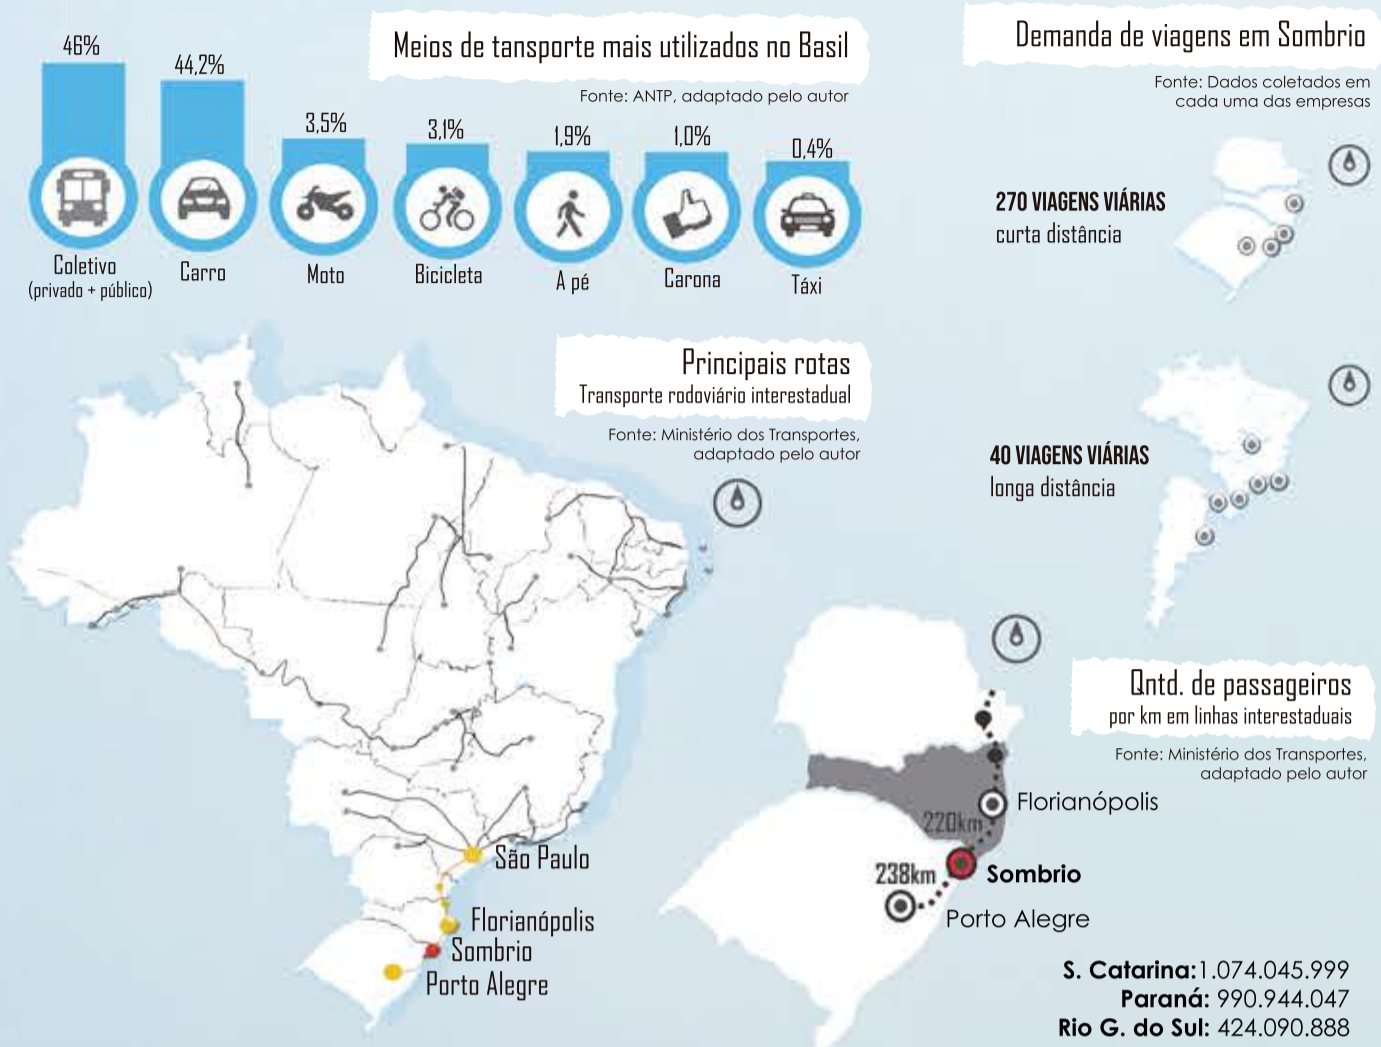 Meios de tansporte mais utilizados no Basil
Fonte: ANTP, adaptado pelo autor
46%
44,2%
3,5%
3,1%
1,9%
1,0%
0,4%
Coletivo
(privado + público)
Carro
Moto
Bicicleta
A pé
Carona
Táxi
Demanda de viagens em Sombrio
Fonte: Dados coletados em
cada uma das empresas
270 VIAGENS VIÁRIAS
curta distância
40 VIAGENS VIÁRIAS
longa distância
Principais rotas
Transporte rodoviário interestadual
Fonte: Ministério dos Transportes,
adaptado pelo autor
São Paulo
Florianópolis
Sombrio
Porto Alegre
Qntd. de passageiros
por km em linhas interestaduais
Fonte: Ministério dos Transportes,
adaptado pelo autor
Florianópolis
220km
Sombrio
238km
Porto Alegre
S. Catarina:1.074.045.999
Paraná: 990.944.047
Rio G. do Sul: 424.090.888